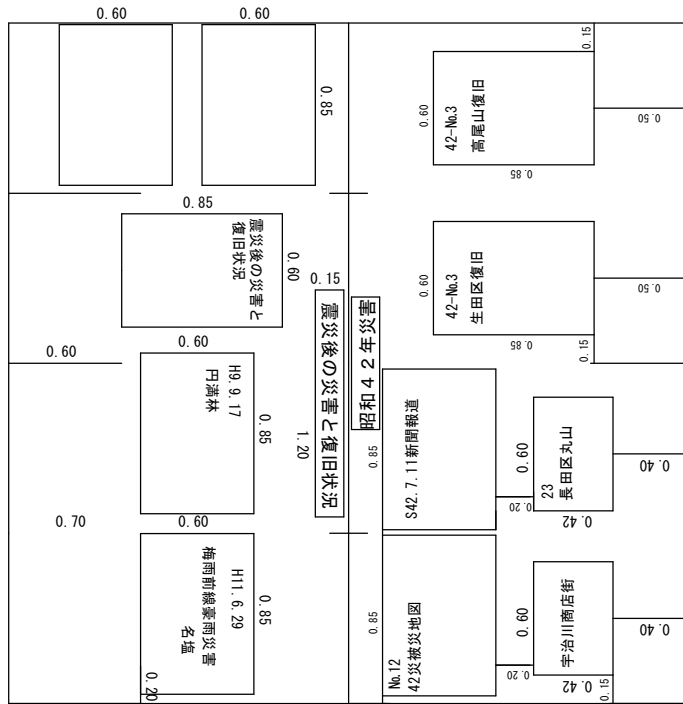 0.60
0.60
0.85
0.85
震災後の災害と
復旧状況
0.60
0.15
0.60
0.60
H9.9.17
円満林
0.85
1.20
震災後の災害と復旧状況
0.70
0.60
H11.6.29
梅雨前線豪雨災害
名塩
0.85
0.20
昭和42年災害
0.15
0.60
42-No.3
高尾山復旧
0.85
0.50
0.60
42-No.3
生田区復旧
0.85
0.15
0.50
0.85
S42.7.11新聞報道
0.20
0.60
23
長田区丸山
0.42
0.40
0.85
No.12
42災被災地図
0.20
0.60
宇治川商店街
0.42
0.15
0.40